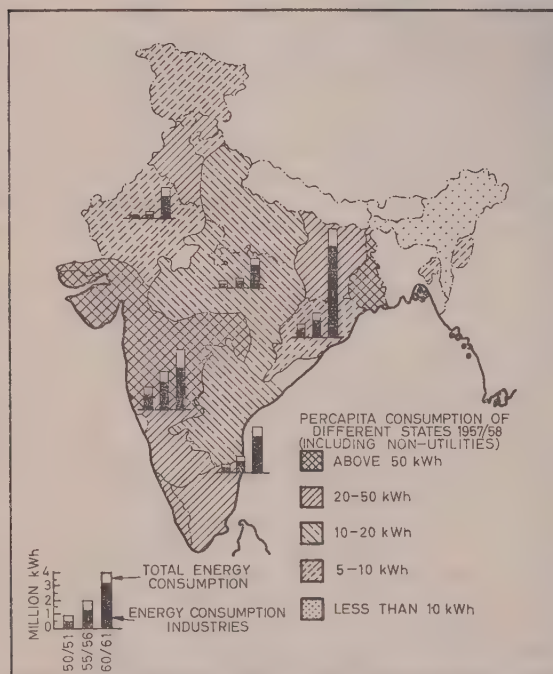 PERCAPITA CONSUMPTION OF
DIFFERENT STATES 1957/58
(INCLUDING NON-UTILITIES)
ABOVE 50 kWh
20-50 kWh
10-20 kWh
5-10 kWh
LESS THAN 10 kWh
MILLION kWh
4
3
2
1
0
50/51
55/56
60/61
TOTAL ENERGY
CONSUMPTION
ENERGY CONSUMPTION
INDUSTRIES